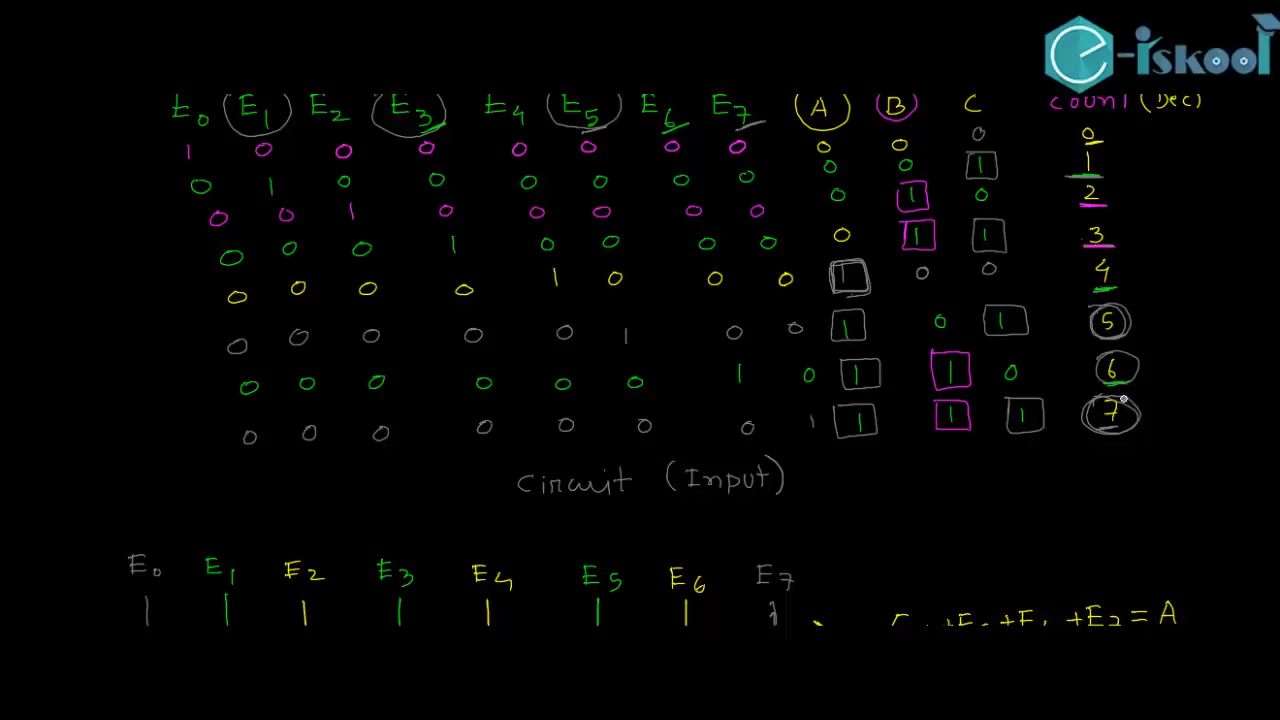 e-iskool
E0 E1 E2 E3 E4 E5 E6 E7 A B C Count (Dec)
1 0 0 0 0 0 0 0 0 0 0 0
0 1 0 0 0 0 0 0 0 0 1 1
0 0 1 0 0 0 0 0 0 1 0 2
0 0 0 1 0 0 0 0 0 1 1 3
0 0 0 0 1 0 0 0 1 0 0 4
0 0 0 0 0 1 0 0 1 0 1 5
0 0 0 0 0 0 1 0 1 1 0 6
0 0 0 0 0 0 0 1 1 1 1 7
Circuit (Input)
E0 E1 E2 E3 E4 E5 E6 E7
= A